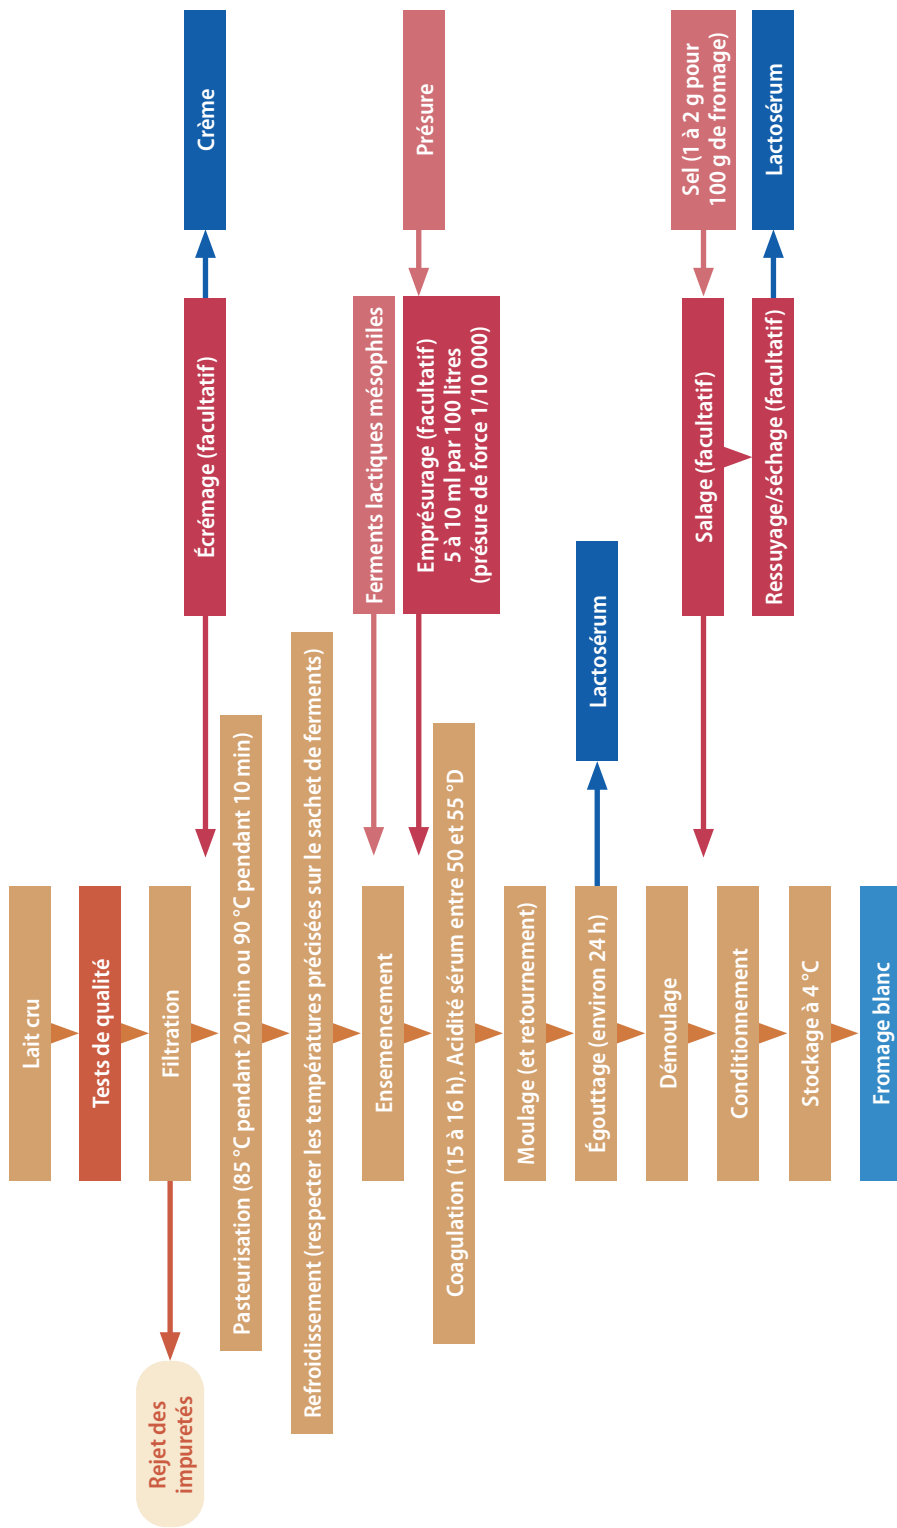 Lait cru
Tests de qualité
Filtration
Rejet des
impuretés
Écrémage (facultatif)
Crème
Pasteurisation (85 °C pendant 20 min ou 90 °C pendant 10 min)
Refroidissement (respecter les températures précisées sur le sachet de ferments)
Ferments lactiques mésophiles
Ensemencement
Présure
Emprésurage (facultatif)
5 à 10 ml par 100 litres
(présure de force 1/10 000)
Coagulation (15 à 16 h). Acidité sérum entre 50 et 55 °D
Moulage (et retournement)
Égouttage (environ 24 h)
Lactosérum
Démoulage
Sel (1 à 2 g pour
100 g de fromage)
Salage (facultatif)
Ressuyage/séchage (facultatif)
Lactosérum
Conditionnement
Stockage à 4 °C
Fromage blanc